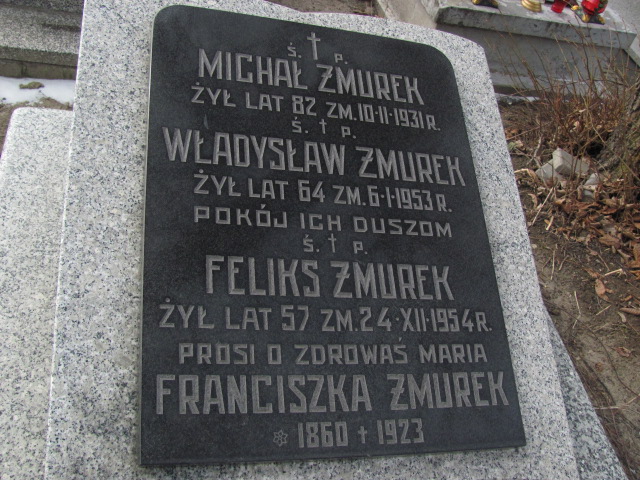 Ś. † P.
MICHAŁ ŻMUREK
ŻYŁ LAT 82 ZM. 10·II·1931 R.
Ś. † P.
WŁADYSŁAW ŻMUREK
ŻYŁ LAT 64 ZM. 6·I·1953 R.
POKÓJ ICH DUSZOM
Ś. † P.
FELIKS ŻMUREK
ŻYŁ LAT 57 ZM. 24·XII·1954 R.
PROSI O ZDROWAŚ MARIA
FRANCISZKA ŻMUREK
* 1860 † 1923